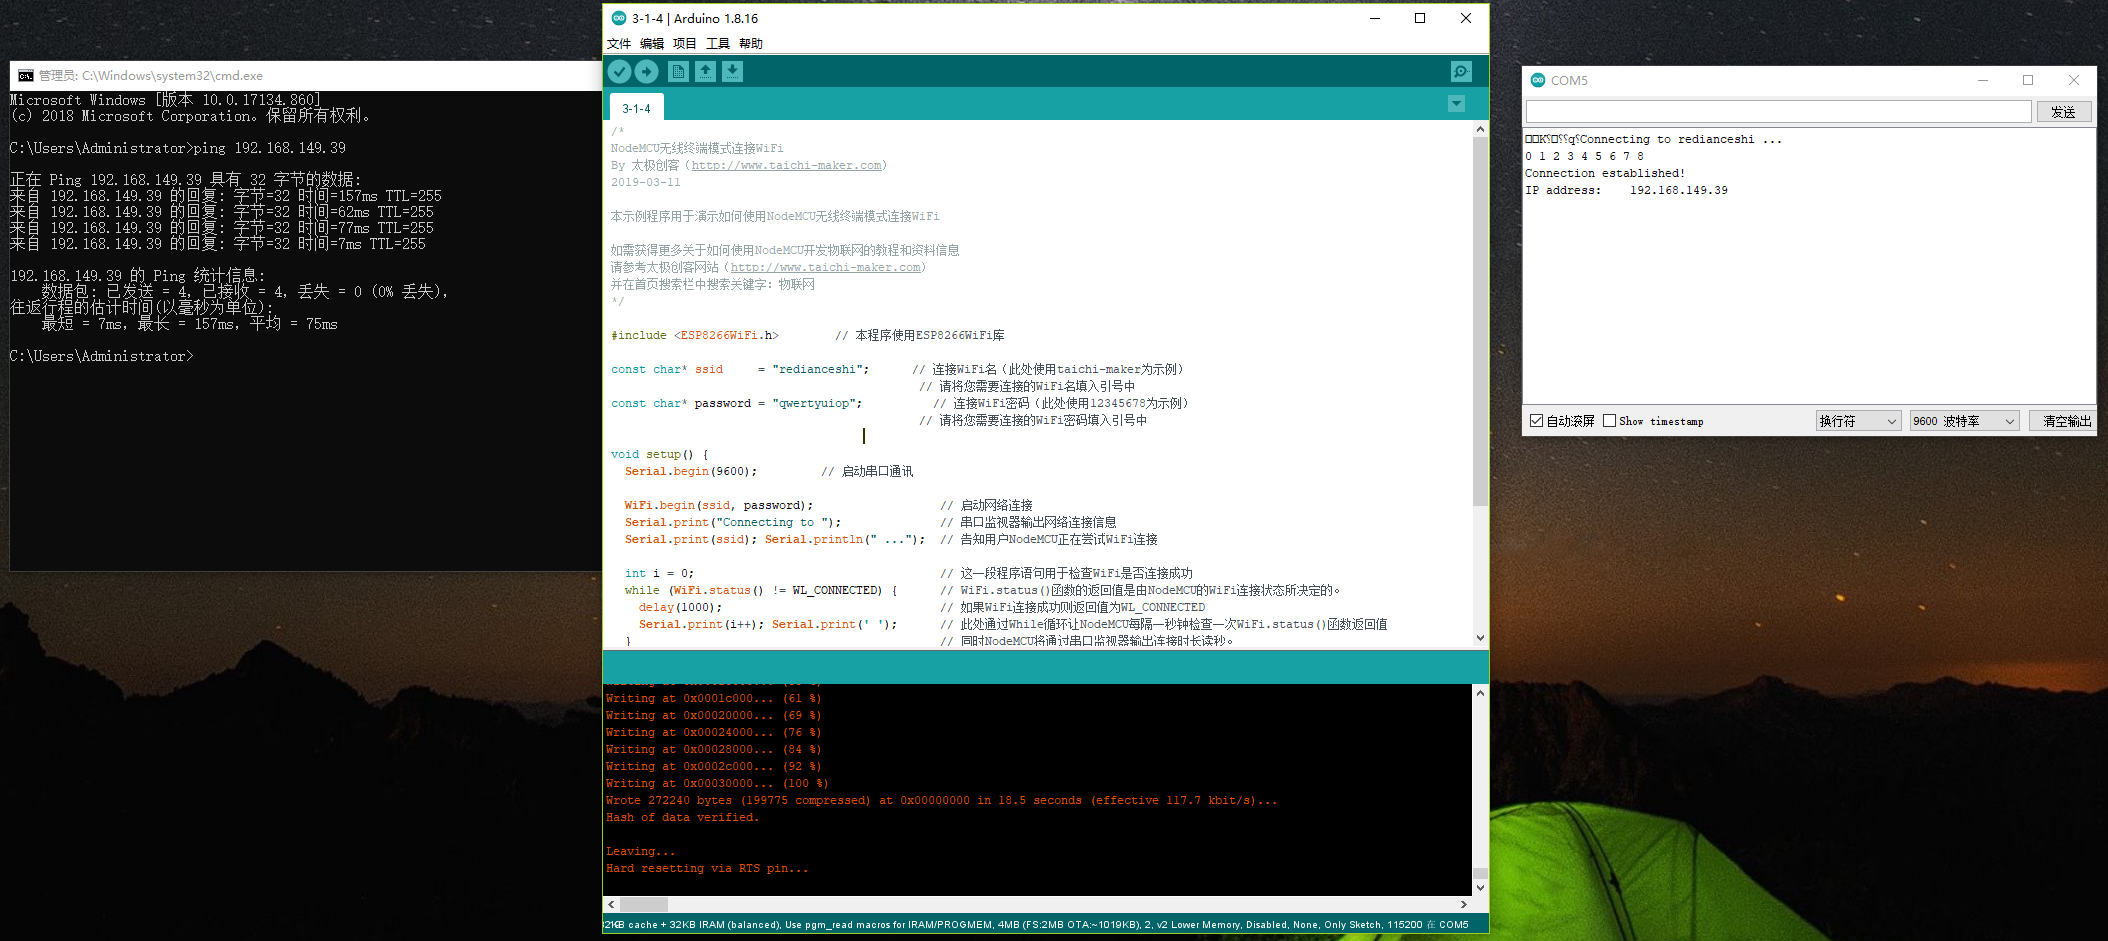 管理员: C:\Windows\system32\cmd.exe
Microsoft Windows [版本 10.0.17134.860]
(c) 2018 Microsoft Corporation。保留所有权利。
C:\Users\Administrator>ping 192.168.149.39
正在 Ping 192.168.149.39 具有 32 字节的数据:
来自 192.168.149.39 的回复: 字节=32 时间=157ms TTL=255
来自 192.168.149.39 的回复: 字节=32 时间=62ms TTL=255
来自 192.168.149.39 的回复: 字节=32 时间=77ms TTL=255
来自 192.168.149.39 的回复: 字节=32 时间=7ms TTL=255
192.168.149.39 的 Ping 统计信息:
数据包: 已发送 = 4，已接收 = 4，丢失 = 0 (0% 丢失)，
往返行程的估计时间(以毫秒为单位):
最短 = 7ms，最长 = 157ms，平均 = 75ms
C:\Users\Administrator>
3-1-4 | Arduino 1.8.16
文件 编辑 项目 工具 帮助
3-1-4
/*
NodeMCU无线终端模式连接WiFi
By 太极创客（http://www.taichi-maker.com）
2019-03-11
本示例程序用于演示如何使用NodeMCU无线终端模式连接WiFi
如需获得更多关于如何使用NodeMCU开发物联网的教程和资料信息
请参考太极创客网站（http://www.taichi-maker.com）
并在首页搜索栏中搜索关键字：物联网
*/
#include <ESP8266WiFi.h> // 本程序使用ESP8266WiFi库
const char* ssid = "redianceshi"; // 连接WiFi名（此处使用taichi-maker为示例）
// 请将您需要连接的WiFi名填入引号中
const char* password = "qwertyuiop"; // 连接WiFi密码（此处使用12345678为示例）
// 请将您需要连接的WiFi密码填入引号中
void setup() {
Serial.begin(9600); // 启动串口通讯
WiFi.begin(ssid, password); // 启动网络连接
Serial.print("Connecting to "); // 串口监视器输出网络连接信息
Serial.print(ssid); Serial.println(" ..."); // 告知用户NodeMCU正在尝试WiFi连接
int i = 0; // 这一段程序语句用于检查WiFi是否连接成功
while (WiFi.status() != WL_CONNECTED) { // WiFi.status()函数的返回值是由NodeMCU的WiFi连接状态所决定的。
delay(1000); // 如果WiFi连接成功则返回值为WL_CONNECTED
Serial.print(i++); Serial.print(' '); // 此处通过While循环让NodeMCU每隔一秒钟检查一次WiFi.status()函数返回值
} // 同时NodeMCU将通过串口监视器输出连接时长读秒。
Writing at 0x0001c000... (61 %)
Writing at 0x00020000... (69 %)
Writing at 0x00024000... (76 %)
Writing at 0x00028000... (84 %)
Writing at 0x0002c000... (92 %)
Writing at 0x00030000... (100 %)
Wrote 272240 bytes (199775 compressed) at 0x00000000 in 18.5 seconds (effective 117.7 kbit/s)...
Hash of data verified.
Leaving...
Hard resetting via RTS pin...
KB cache + 32KB IRAM (balanced), Use pgm_read macros for IRAM/PROGMEM, 4MB (FS:2MB OTA:~1019KB), 2, v2 Lower Memory, Disabled, None, Only Sketch, 115200 在 COM5
COM5
发送
Connecting to redianceshi ...
0 1 2 3 4 5 6 7 8
Connection established!
IP address: 192.168.149.39
自动滚屏 Show timestamp 换行符 9600 波特率 清空输出